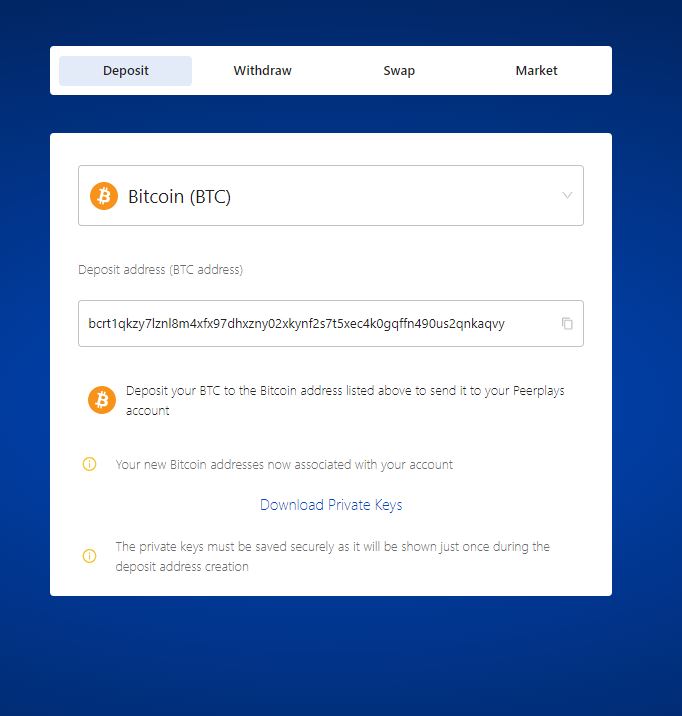 Deposit Withdraw Swap Market
Bitcoin (BTC)
Deposit address (BTC address)
bcrt1qkzy7lznl8m4xfx97dhxzny02xkynf2s7t5xec4k0gqffn490us2qnkaqvy
Deposit your BTC to the Bitcoin address listed above to send it to your Peerplays
account
Your new Bitcoin addresses now associated with your account
Download Private Keys
The private keys must be saved securely as it will be shown just once during the
deposit address creation